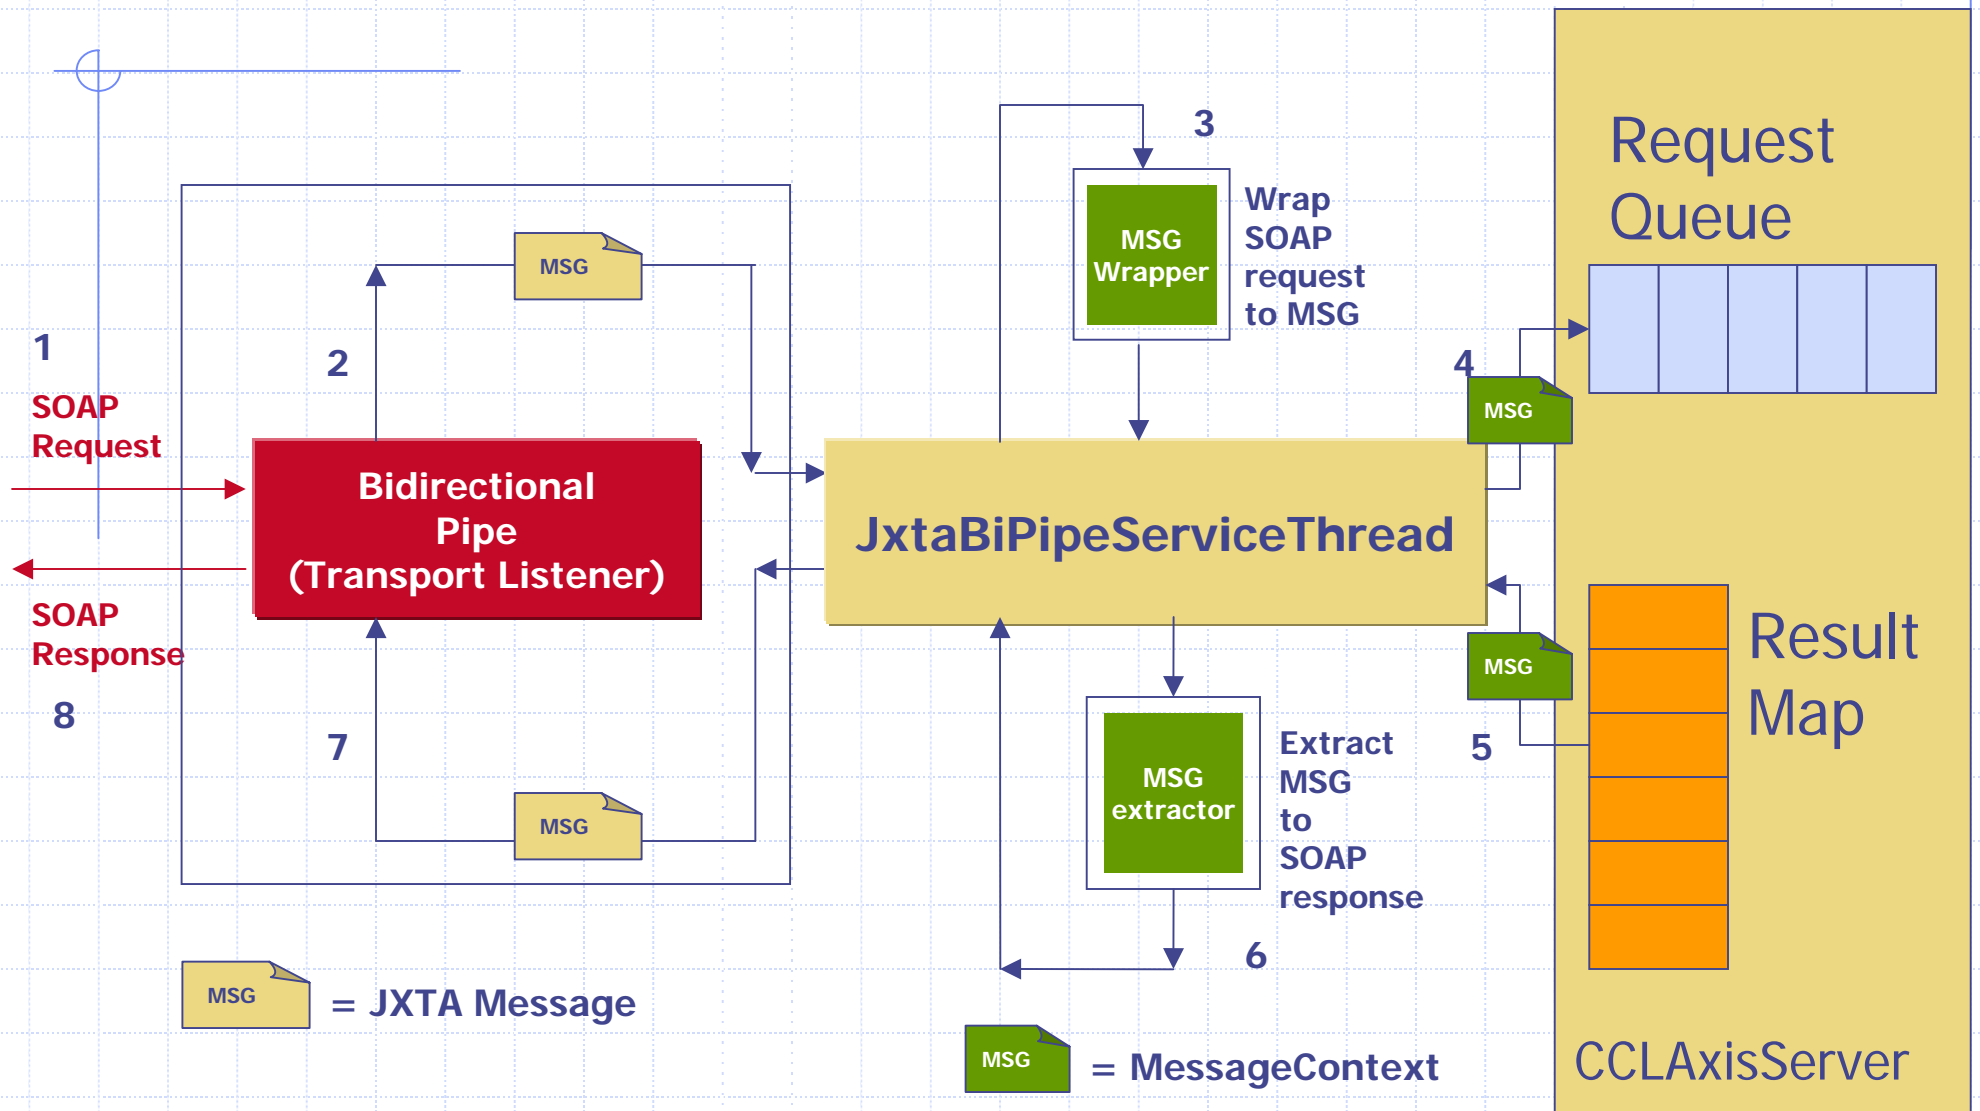 1
SOAP
Request
SOAP
Response
8
2
MSG
Bidirectional
Pipe
(Transport Listener)
7
MSG
MSG
= JXTA Message
3
MSG
Wrapper
Wrap
SOAP
request
to MSG
JxtaBiPipeServiceThread
MSG
extractor
Extract
MSG
to
SOAP
response
6
MSG
= MessageContext
4
MSG
5
MSG
Request
Queue
Result
Map
CCLAxisServer